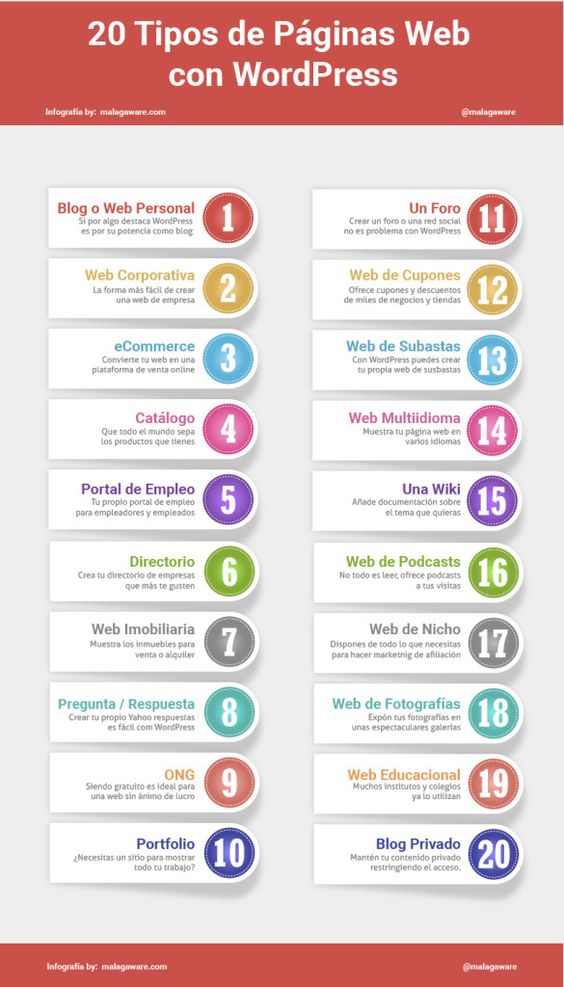 20 Tipos de Páginas Web
con WordPress
Infografía by: malagaware.com
@malagaware
Blog o Web Personal
Si por algo destaca WordPress
es por su potencia como blog
1
Web Corporativa
La forma más fácil de crear
una web de empresa
2
eCommerce
Convierte tu web en una
plataforma de venta online
3
Catálogo
Que todo el mundo sepa
los productos que tienes
4
Portal de Empleo
Tu propio portal de empleo
para empleadores y empleados
5
Directorio
Crea tu directorio de empresas
que más te gusten
6
Web Imobiliaria
Muestra los inmuebles para
venta o alquiler
7
Pregunta / Respuesta
Crear tu propio Yahoo respuestas
es fácil com WordPress
8
ONG
Siendo gratuito es ideal para
una web sin ánimo de lucro
9
Portfolio
¿Necesitas un sitio para mostrar
todo tu trabajo?
10
Un Foro
Crear un foro o una red social
no es problema con WordPress
11
Web de Cupones
Ofrece cupones y descuentos
de miles de negocios y tiendas
12
Web de Subastas
Con WordPress puedes crear
tu propia web de susbastas
13
Web Multiidioma
Muestra tu página web en
varios idiomas
14
Una Wiki
Añade documentación sobre
el tema que quieras
15
Web de Podcasts
No todo es leer, ofrece podcasts
a tus visitas
16
Web de Nicho
Dispones de todo lo que necesitas
para hacer marketnig de afiliación
17
Web de Fotografías
Expón tus fotografías en
unas espectaculares galerías
18
Web Educacional
Muchos institutos y colegios
ya lo utilizan
19
Blog Privado
Mantén tu contenido privado
restringiendo el acceso.
20
Infografía by: malagaware.com
@malagaware